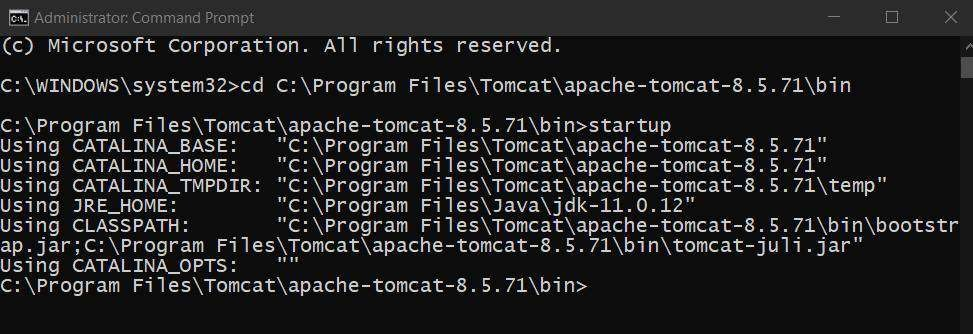 Administrator: Command Prompt
(c) Microsoft Corporation. All rights reserved.
C:\WINDOWS\system32>cd C:\Program Files\Tomcat\apache-tomcat-8.5.71\bin
C:\Program Files\Tomcat\apache-tomcat-8.5.71\bin>startup
Using CATALINA_BASE:   "C:\Program Files\Tomcat\apache-tomcat-8.5.71"
Using CATALINA_HOME:   "C:\Program Files\Tomcat\apache-tomcat-8.5.71"
Using CATALINA_TMPDIR: "C:\Program Files\Tomcat\apache-tomcat-8.5.71\temp"
Using JRE_HOME:        "C:\Program Files\Java\jdk-11.0.12"
Using CLASSPATH:       "C:\Program Files\Tomcat\apache-tomcat-8.5.71\bin\bootstr
ap.jar;C:\Program Files\Tomcat\apache-tomcat-8.5.71\bin\tomcat-juli.jar"
Using CATALINA_OPTS:   ""
C:\Program Files\Tomcat\apache-tomcat-8.5.71\bin>